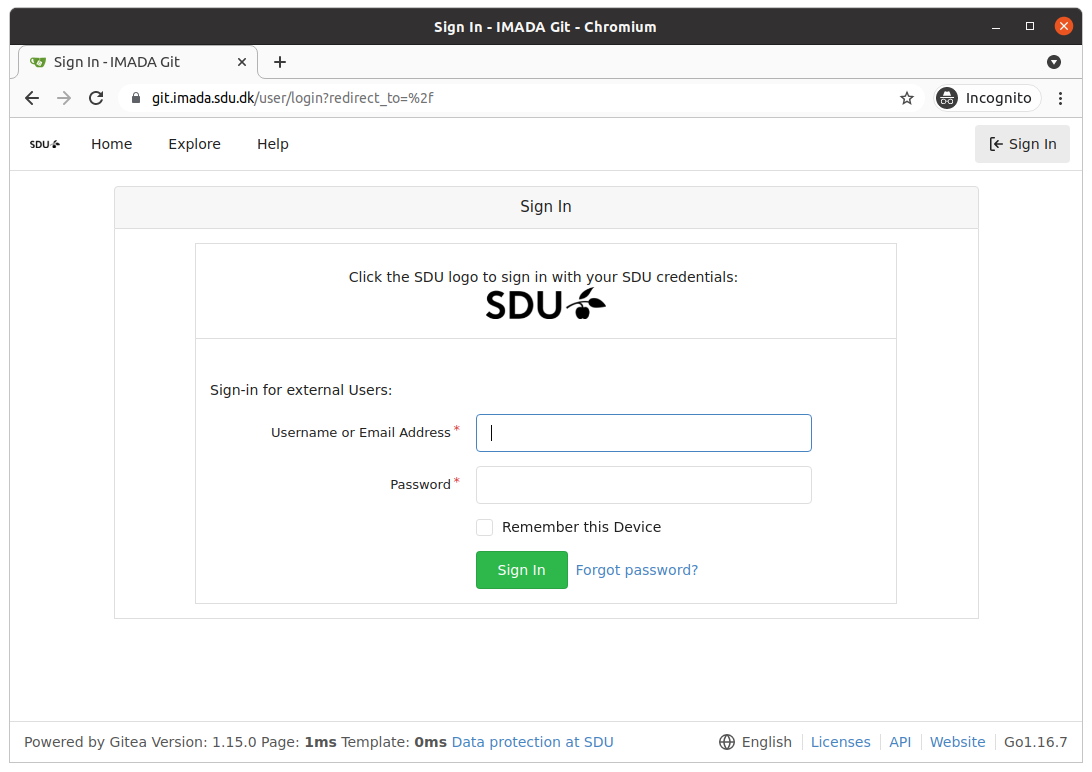 Sign In - IMADA Git - Chromium
Sign In - IMADA Git
git.imada.sdu.dk/user/login?redirect_to=%2f
Incognito
SDU Home Explore Help Sign In
Sign In
Click the SDU logo to sign in with your SDU credentials:
SDU
Sign-in for external Users:
Username or Email Address *
Password *
Remember this Device
Sign In Forgot password?
Powered by Gitea Version: 1.15.0 Page: 1ms Template: 0ms Data protection at SDU English Licenses API Website Go1.16.7